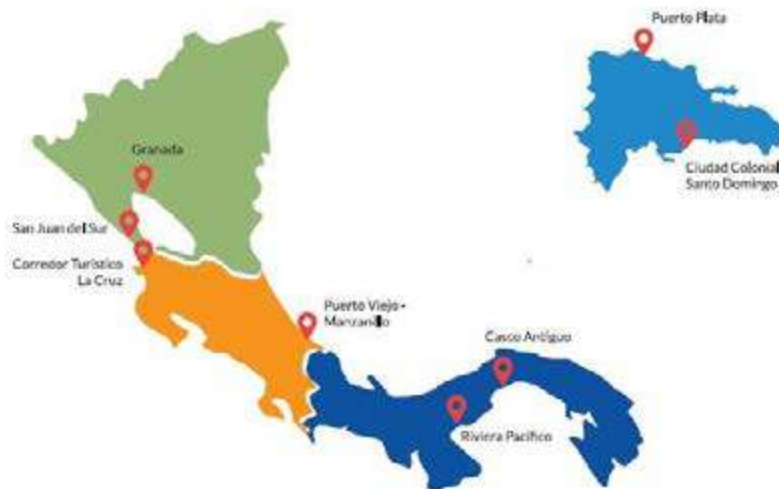 Puerto Plata
Ciudad Colonial
Santo Domingo
Granada
San Juan del Sur
Corredor Turístico
La Cruz
Puerto Viejo -
Manzanillo
Casco Antiguo
Riviera Pacífico